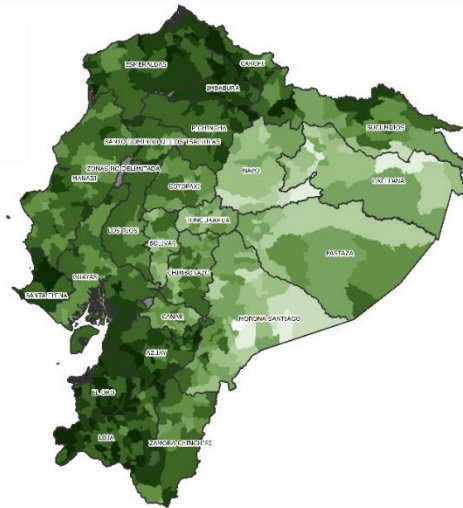 ESMERALDAS
CARCHI
IMBABURA
PICHINCHA
SUCUMBIOS
SANTO DOMINGO DE LOS TSACHILAS
ZONAS NO DELIMITADA
NAPO
MANABI
COTOPAXI
ORELLANA
TUNGURAHUA
LOS RIOS
BOLIVAR
PASTAZA
CHIMBORAZO
GUAYAS
SANTA ELENA
CAÑAR
MORONA SANTIAGO
AZUAY
EL ORO
LOJA
ZAMORA CHINCHIPE